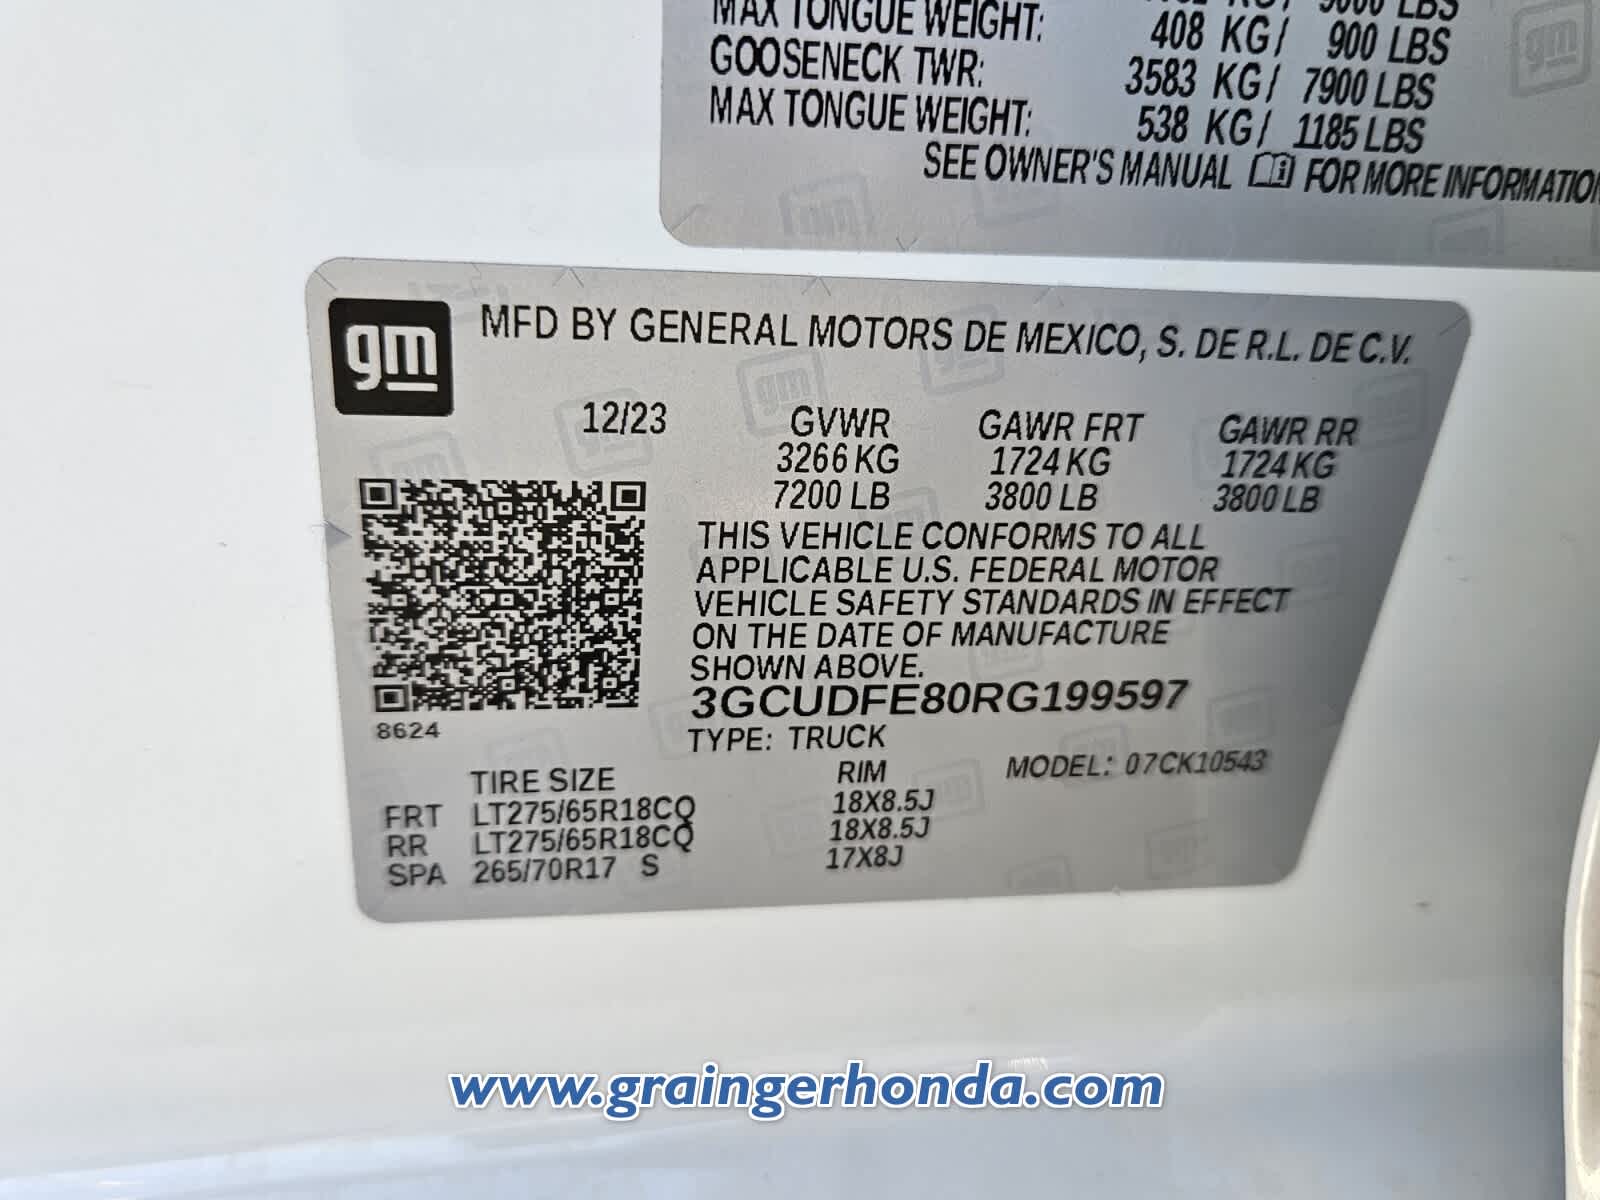 9000 LBS
MAX TONGUE WEIGHT: 408 KG/ 900 LBS
GOOSENECK TWR: 3583 KG/ 7900 LBS
MAX TONGUE WEIGHT: 538 KG/ 1185 LBS
SEE OWNER'S MANUAL FOR MORE INFORMATION
gm
MFD BY GENERAL MOTORS DE MEXICO, S. DE R.L. DE C.V.
12/23 GVWR GAWR FRT GAWR RR
3266 KG 1724 KG 1724 KG
7200 LB 3800 LB 3800 LB
THIS VEHICLE CONFORMS TO ALL
APPLICABLE U.S. FEDERAL MOTOR
VEHICLE SAFETY STANDARDS IN EFFECT
ON THE DATE OF MANUFACTURE
SHOWN ABOVE.
3GCUDFE80RG199597
8624
TYPE: TRUCK
MODEL: 07CK10543
TIRE SIZE RIM
FRT LT275/65R18CQ 18X8.5J
RR LT275/65R18CQ 18X8.5J
SPA 265/70R17 S 17X8J
www.graingerhonda.com